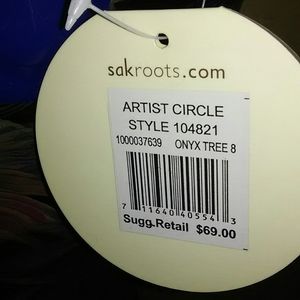 sakroots.com
ARTIST CIRCLE
STYLE 104821
1000037639 ONYX TREE 8
7 11640 40554 3
Sugg.Retail $69.00